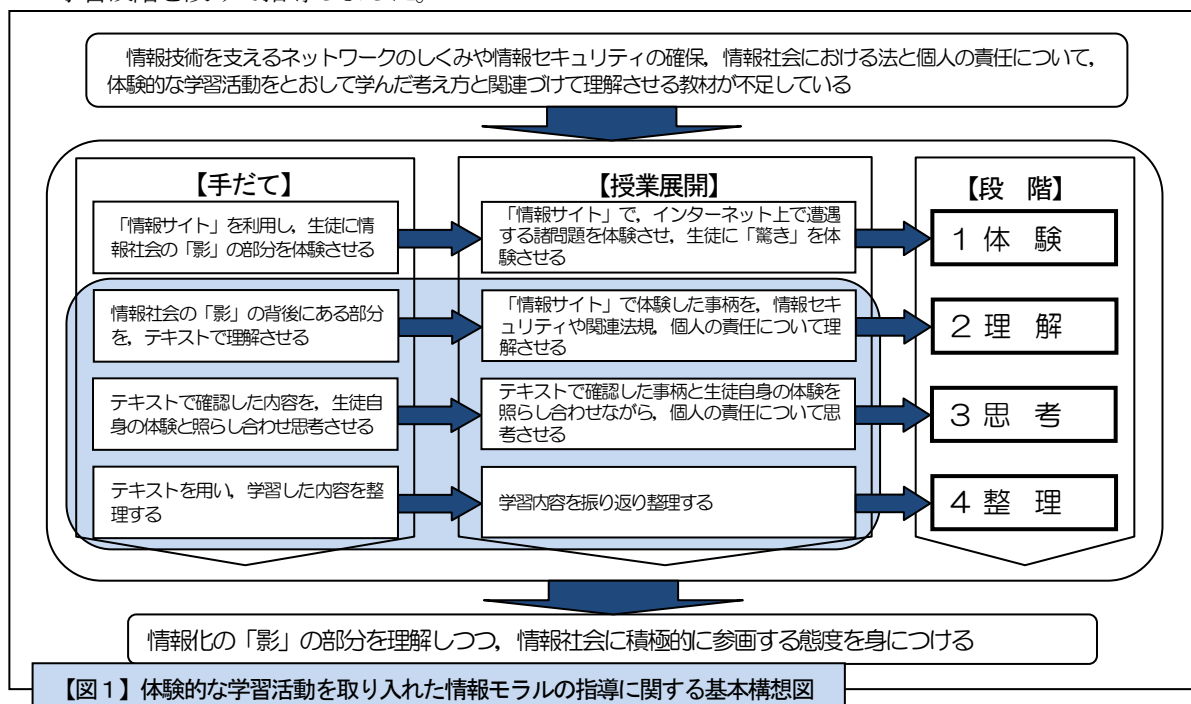 情報技術を支えるネットワークのしくみや情報セキュリティの確保，情報社会における法と個人の責任について，
体験的な学習活動をとおして学んだ考え方と関連づけて理解させる教材が不足している
【手だて】
【授業展開】
【段　階】
「情報サイト」を利用し，生徒に情
報社会の「影」の部分を体験させる
「情報サイト」で，インターネット上で遭遇
する諸問題を体験させ，生徒に「驚き」を体
験させる
１体　験
情報社会の「影」の背後にある部分
を，テキストで理解させる
「情報サイト」で体験した事柄を，情報セキ
ュリティや関連法規，個人の責任について理
解させる
２理　解
テキストで確認した内容を，生徒自
身の体験と照らし合わせ思考させる
テキストで確認した事柄と生徒自身の体験を
照らし合わせながら，個人の責任について思
考させる
３思　考
テキストを用い，学習した内容を整
理する
学習内容を振り返り整理する
４整　理
情報化の「影」の部分を理解しつつ，情報社会に積極的に参画する態度を身につける
【図１】体験的な学習活動を取り入れた情報モラルの指導に関する基本構想図